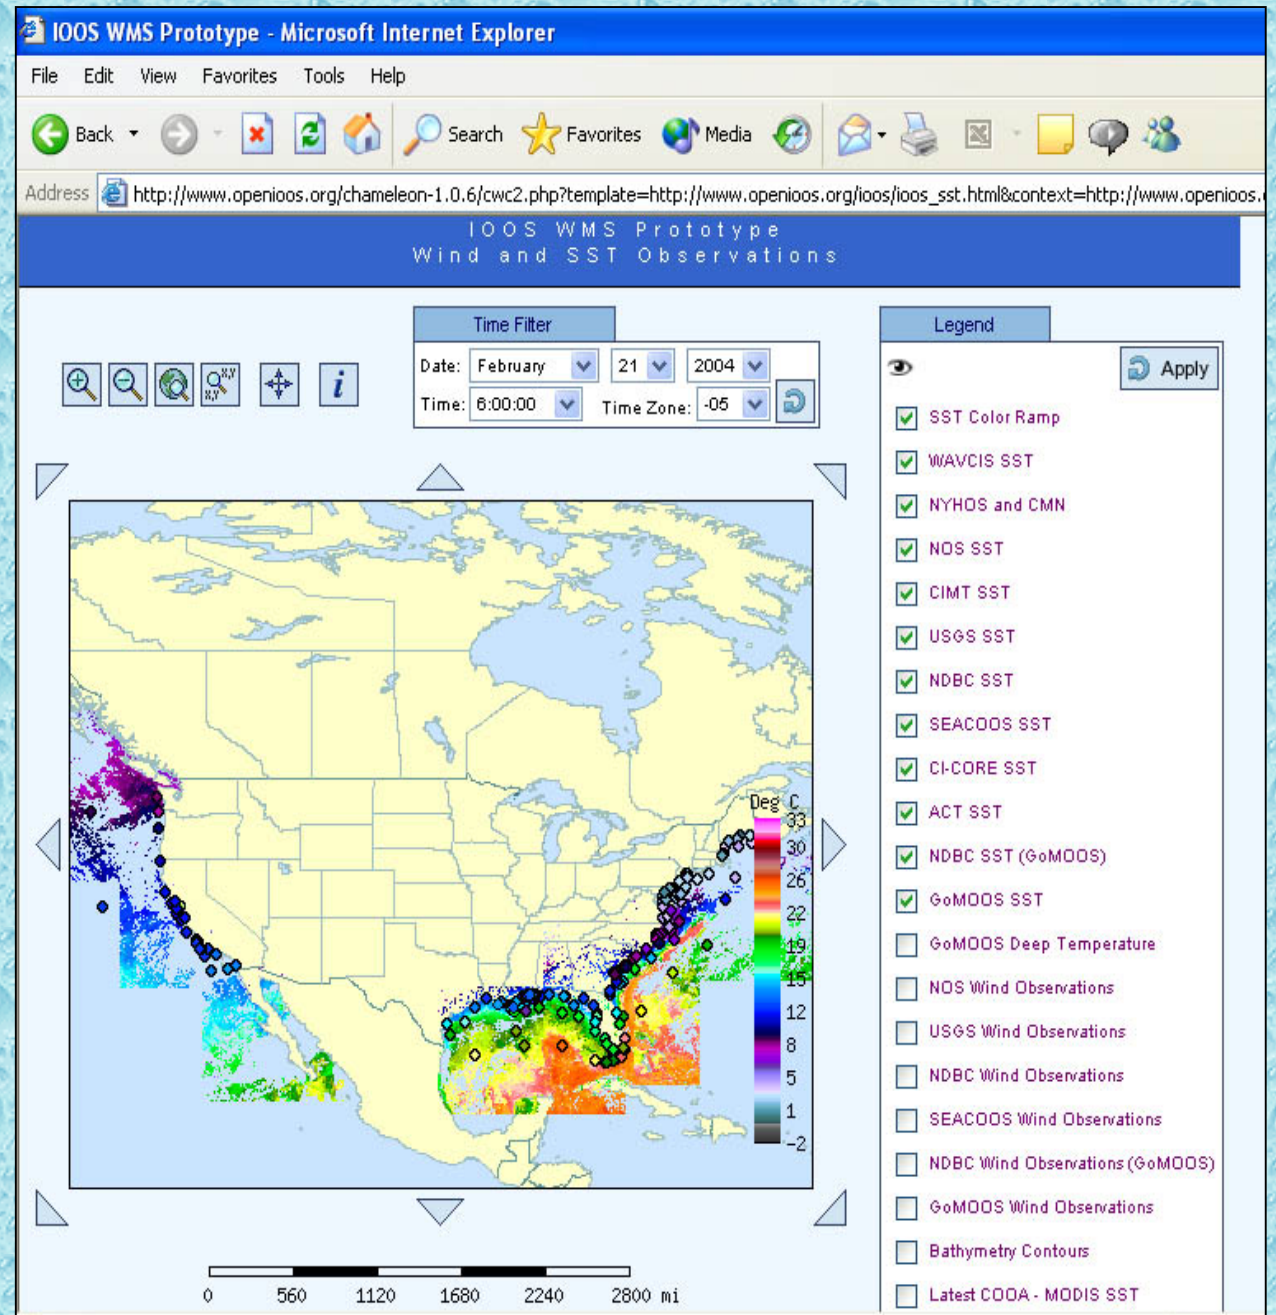 IOOS WMS Prototype - Microsoft Internet Explorer
File Edit View Favorites Tools Help
Back Search Favorites Media
Address http://www.openioos.org/chameleon-1.0.6/cwc2.php?template=http://www.openioos.org/ioos/ioos_sst.html&context=http://www.openioos.
IOOS WMS Prototype
Wind and SST Observations
Time Filter
Date: February 21 2004
Time: 6:00:00 Time Zone: -05
Legend
Apply
SST Color Ramp
WAVCIS SST
NYHOS and CMN
NOS SST
CIMT SST
USGS SST
NDBC SST
SEACOOS SST
CI-CORE SST
ACT SST
NDBC SST (GoMOOS)
GoMOOS SST
GoMOOS Deep Temperature
NOS Wind Observations
USGS Wind Observations
NDBC Wind Observations
SEACOOS Wind Observations
NDBC Wind Observations (GoMOOS)
GoMOOS Wind Observations
Bathymetry Contours
Latest COOA - MODIS SST
x,y
x,y
i
Deg C
33
30
26
22
19
15
12
8
5
1
-2
0 560 1120 1680 2240 2800 mi